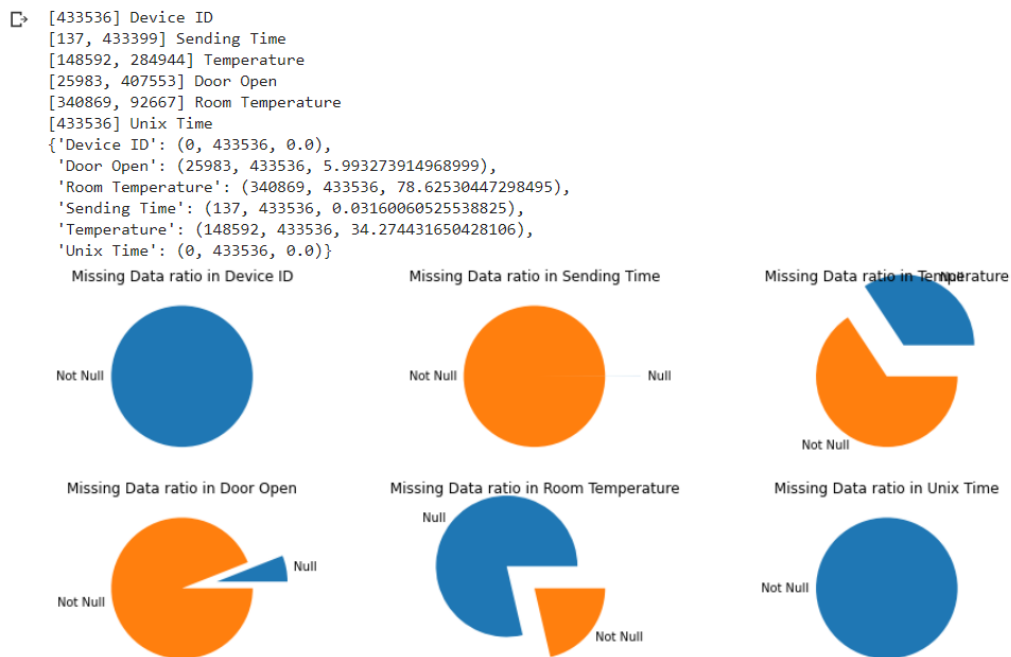 [433536] Device ID
[137, 433399] Sending Time
[148592, 284944] Temperature
[25983, 407553] Door Open
[340869, 92667] Room Temperature
[433536] Unix Time
{'Device ID': (0, 433536, 0.0),
'Door Open': (25983, 433536, 5.993273914968999),
'Room Temperature': (340869, 433536, 78.62530447298495),
'Sending Time': (137, 433536, 0.03160060525538825),
'Temperature': (148592, 433536, 34.274431650428106),
'Unix Time': (0, 433536, 0.0)}
Missing Data ratio in Device ID
Not Null
Missing Data ratio in Sending Time
Not Null
Null
Missing Data ratio in Temperature
Null
Not Null
Missing Data ratio in Door Open
Null
Not Null
Missing Data ratio in Room Temperature
Null
Not Null
Missing Data ratio in Unix Time
Not Null